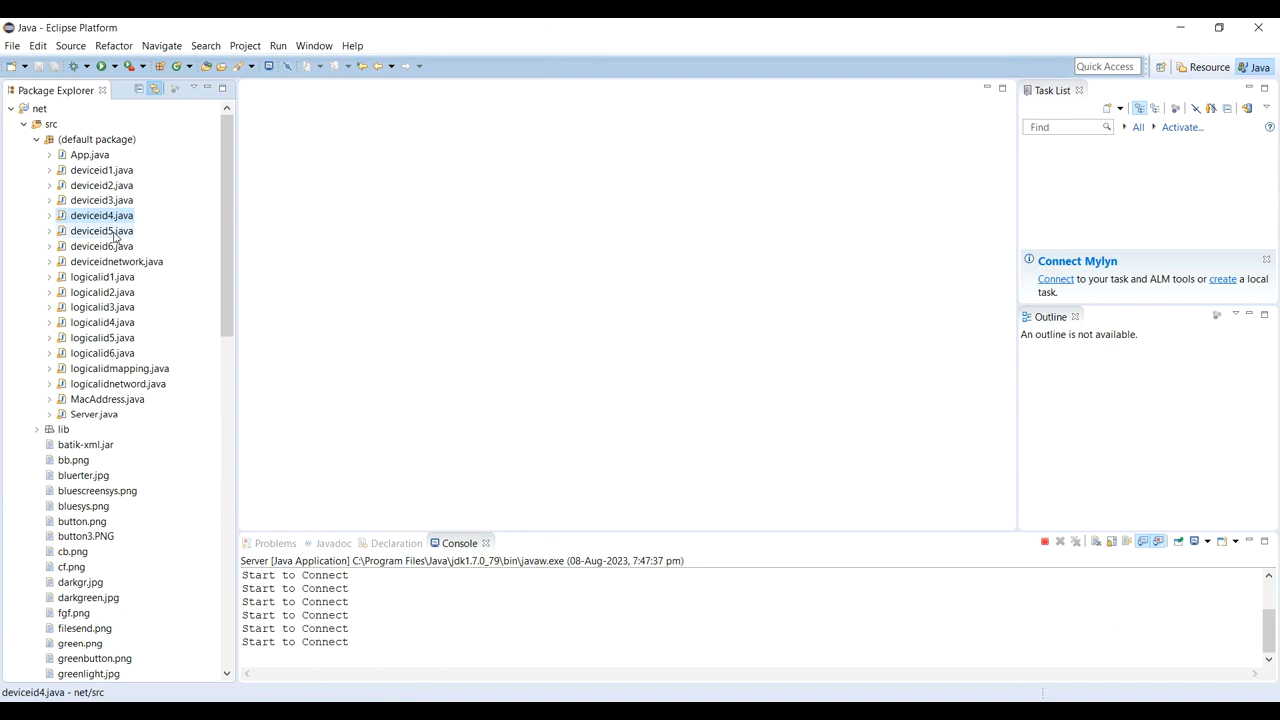 Java - Eclipse Platform
File Edit Source Refactor Navigate Search Project Run Window Help
Quick Access Resource Java
Package Explorer
net
src
(default package)
App.java
deviceid1.java
deviceid2.java
deviceid3.java
deviceid4.java
deviceid5.java
deviceid6.java
deviceidnetwork.java
logicalid1.java
logicalid2.java
logicalid3.java
logicalid4.java
logicalid5.java
logicalid6.java
logicalidmapping.java
logicalidnetword.java
MacAddress.java
Server.java
lib
batik-xml.jar
bb.png
bluerter.jpg
bluescreensys.png
bluesys.png
button.png
button3.PNG
cb.png
cf.png
darkgr.jpg
darkgreen.jpg
fgf.png
filesend.png
green.png
greenbutton.png
greenlight.jpg
Task List
Find All Activate...
Connect Mylyn
Connect to your task and ALM tools or create a local
task.
Outline
An outline is not available.
Problems Javadoc Declaration Console
Server [Java Application] C:\Program Files\Java\jdk1.7.0_79\bin\javaw.exe (08-Aug-2023, 7:47:37 pm)
Start to Connect
Start to Connect
Start to Connect
Start to Connect
Start to Connect
Start to Connect
deviceid4.java - net/src